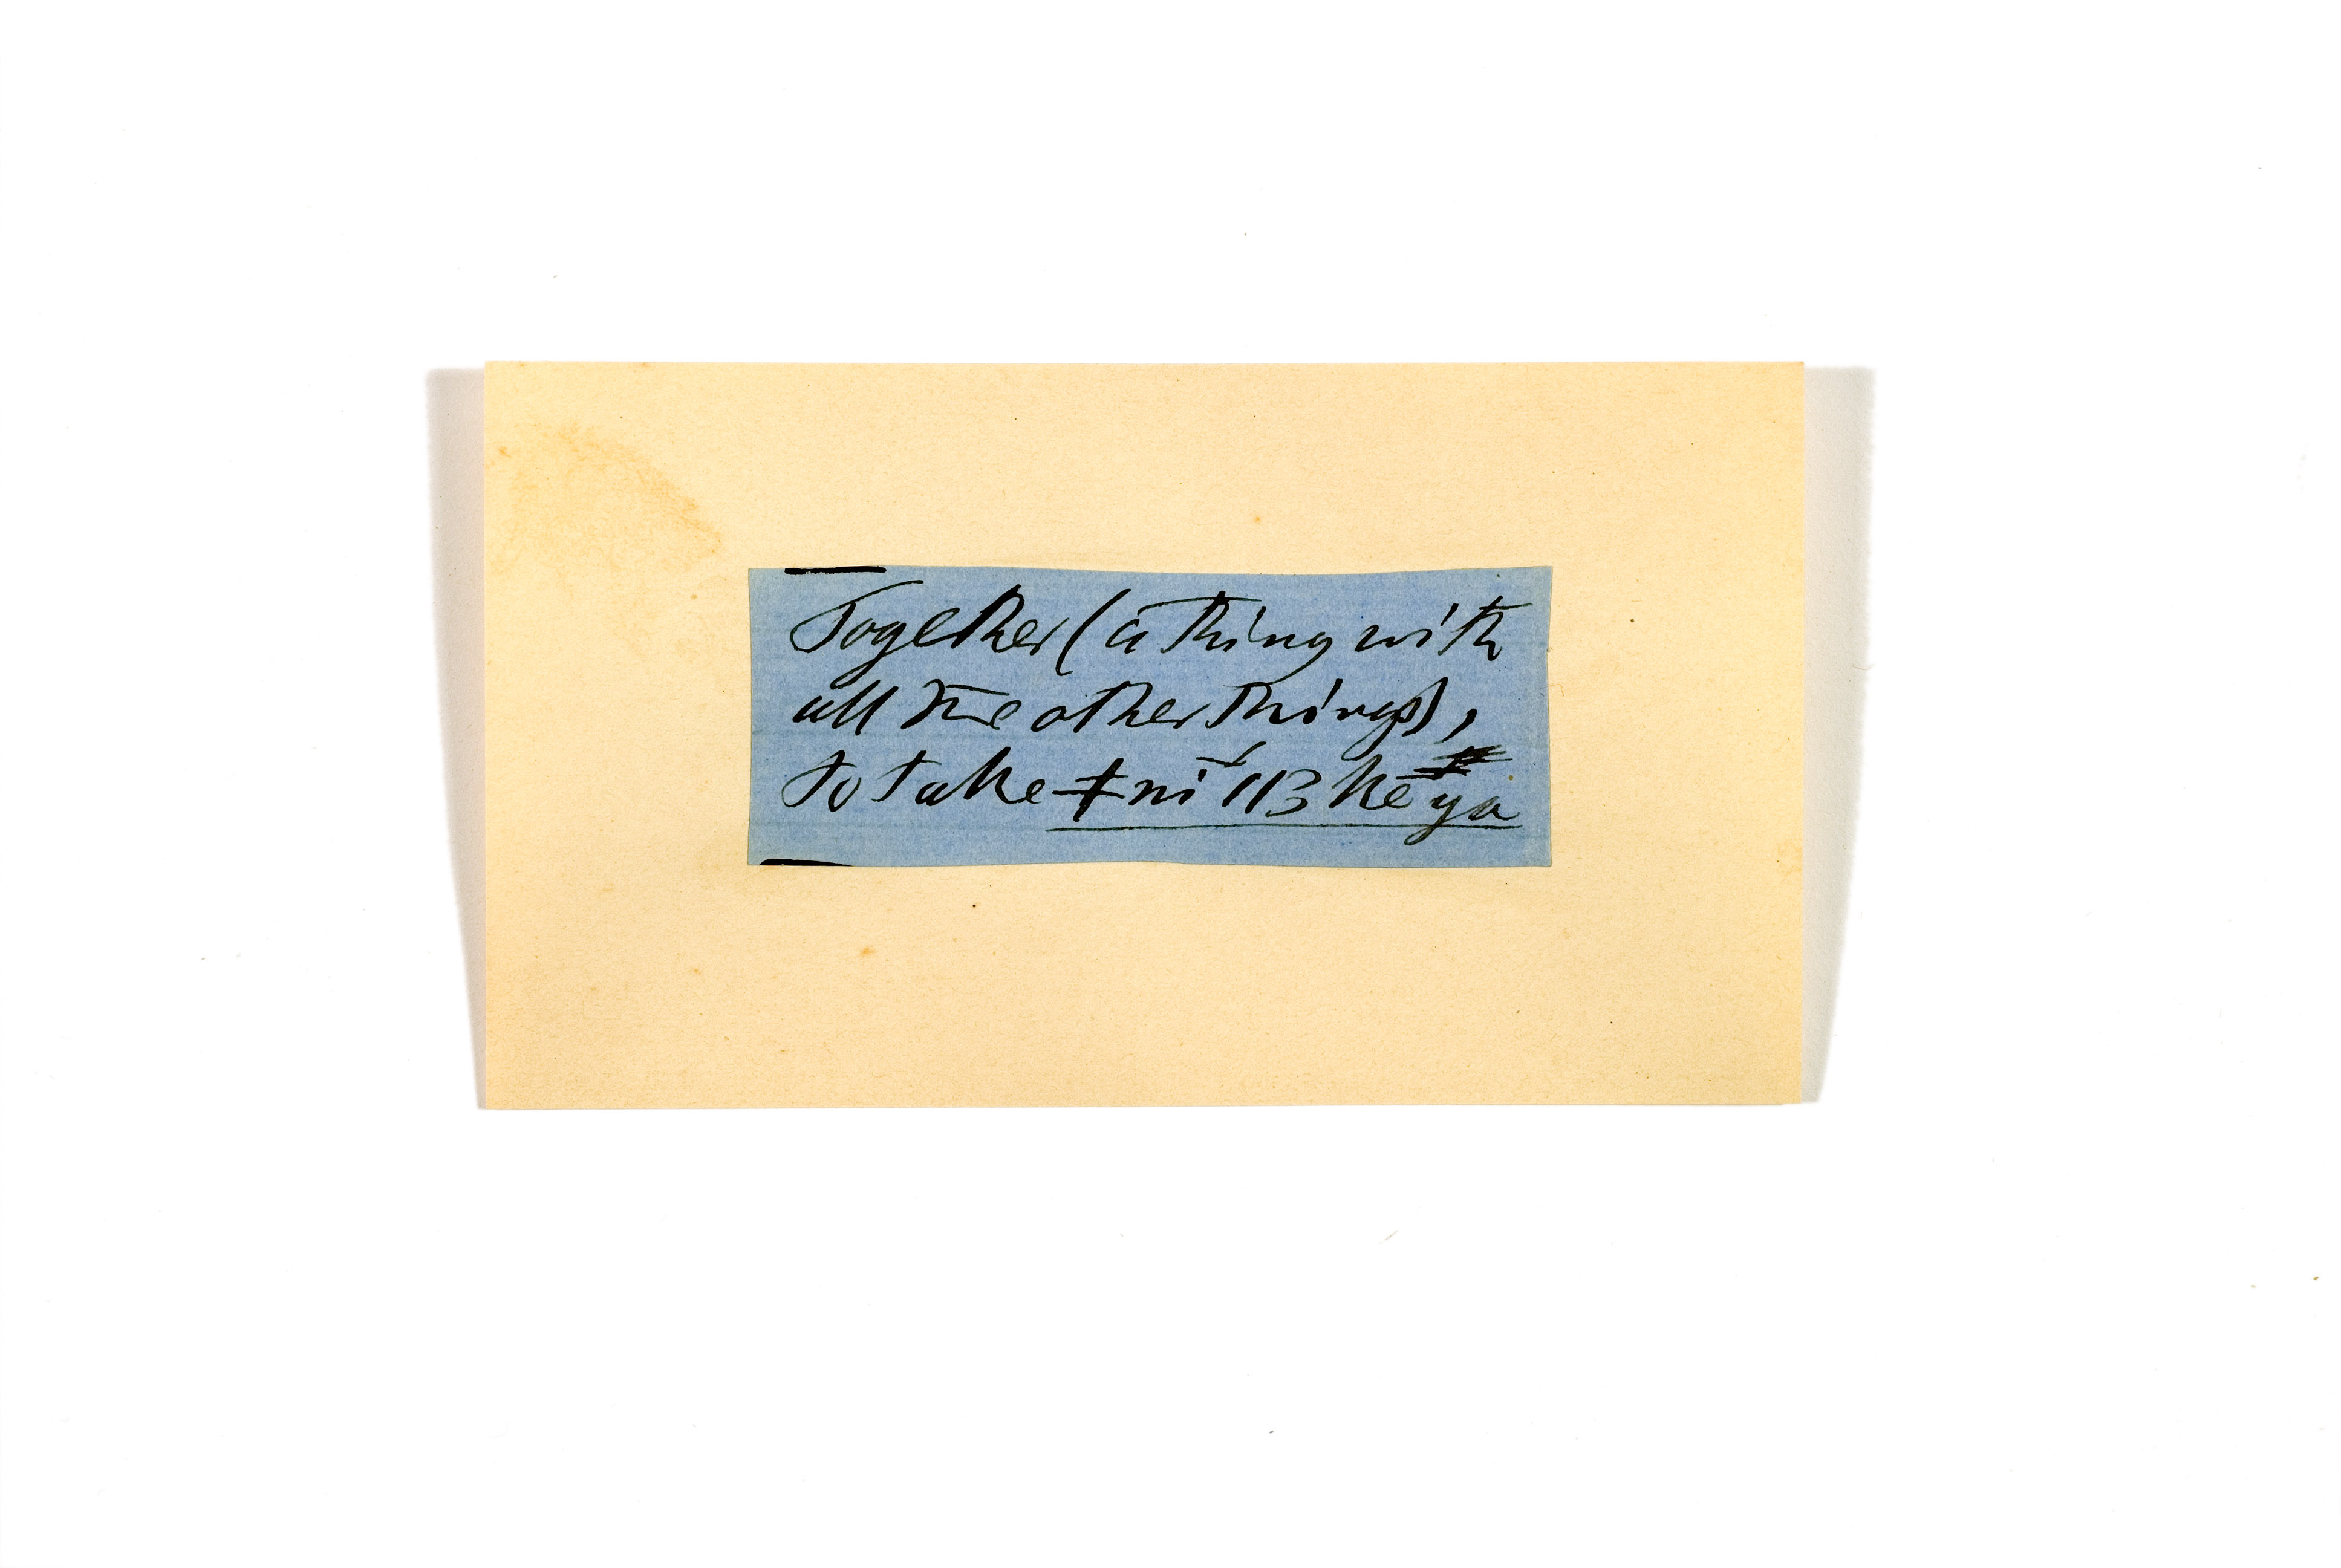 Together (a thing with
all the other things),
to take